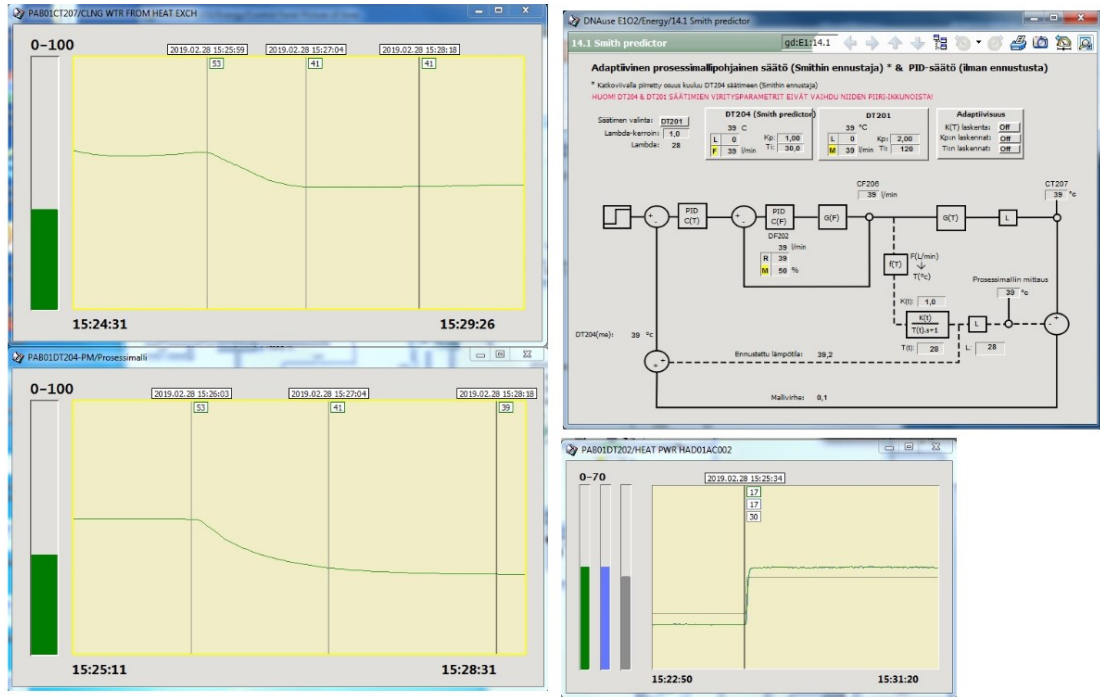 PAB01CT207/CLNG WTR FROM HEAT EXCH
0-100
2019.02.28 15:25:59
2019.02.28 15:27:04
2019.02.28 15:28:18
53
41
41
15:24:31
15:29:26
PAB01DT204-PM/Prosessimalli
0-100
2019.02.28 15:26:03
2019.02.28 15:27:04
2019.02.28 15:28:18
53
41
39
15:25:11
15:28:31
DNAuse E1O2/Energy/14.1 Smith predictor
14.1 Smith predictor
gd:E1:14.1
Adaptiivinen prosessimallipohjainen säätö (Smithin ennustaja) * & PID-säätö (ilman ennustusta)
* Katkoviivalla piirretty osuus kuuluu DT204 säätimeen (Smithin ennustaja)
HUOM! DT204 & DT201 SÄÄTIMIEN VIRITYSPARAMETRIT EIVÄT VAIHDU NIIDEN PIIRI-IKKUNOISTA!
Säätimen valinta: DT201
Lambda-kerroin: 1,0
Lambda: 28
DT204 (Smith predictor)
39 C
L 0 Kp: 1,00
F 39 l/min Ti: 30,0
DT201
39 °C
L 0 Kp: 2,00
M 39 l/min Ti: 120
Adaptiivisuus
K(T) laskenta: Off
Kp:n laskennat: Off
Ti:n laskennat: Off
CF206
39 l/min
CT207
39 °c
PID
C(T)
PID
C(F)
G(F)
G(T)
L
DF202
39 l/min
R 39
M 50 %
f(T)
F(L/min)
T(°c)
Prosessimallin mittaus
39 °c
K(t): 1,0
K(t)
T(t).s+1
L
T(t): 28
L: 28
DT204(me): 39 °c
Ennustettu lämpötila: 39,2
Mallivirhe: 0,1
PAB01DT202/HEAT PWR HAD01AC002
0-70
2019.02.28 15:25:34
17
17
30
15:22:50
15:31:20